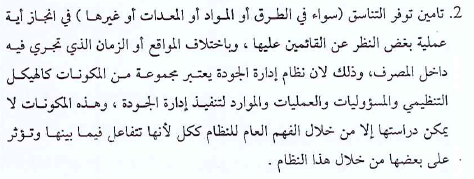 2. تامين توفر التناسق (سواء في الطرق أو المواد أو المعدات أو غيرها ) في انجاز أية
عملية بغض النظر عن القائمين عليها ، وباختلاف المواقع أو الزمان الذي تجري فيه
داخل المصرف، وذلك لان نظام إدارة الجودة يعتبر مجموعة من المكونات كالهيكل
التنظيمي والمسؤوليات والعمليات والموارد لتنفيذ إدارة الجودة ، وهذه المكونات لا
يمكن دراستها إلا من خلال الفهم العام للنظام ككل لأنها تتفاعل فيما بينها وتؤثر
على بعضها من خلال هذا النظام .